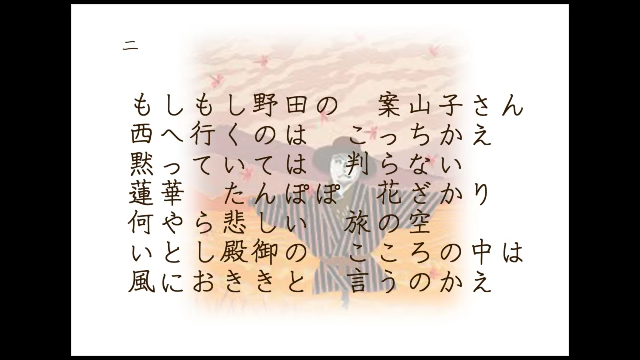 二
もしもし野田の　案山子さん
西へ行くのは　こっちかえ
黙っていては　判らない
蓮華　たんぽぽ　花ざかり
何やら悲しい　旅の空
いとし殿御の　こころの中は
風におききと　言うのかえ